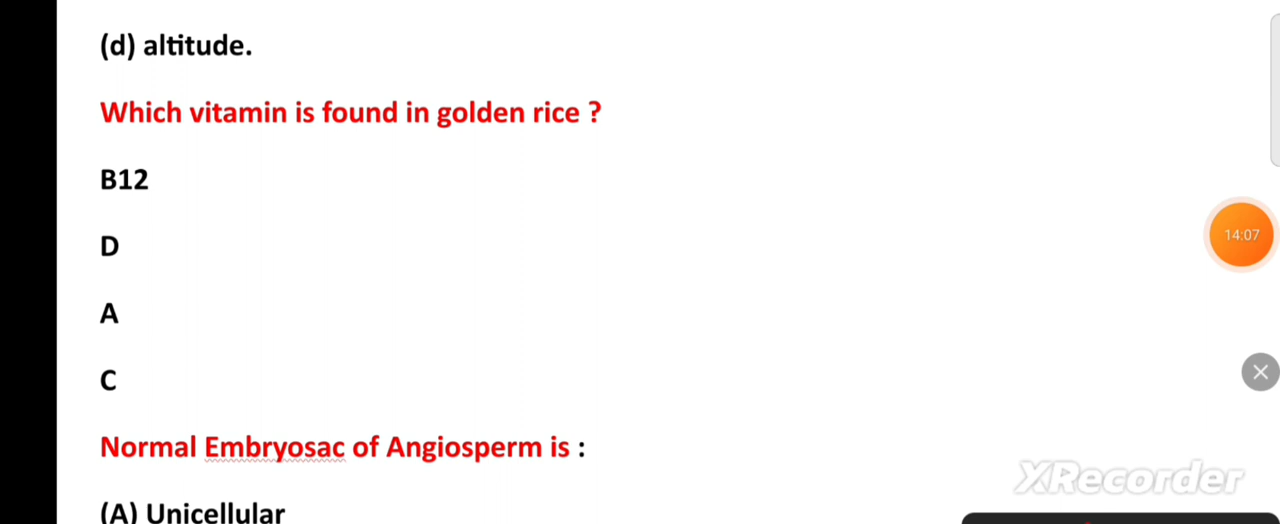 (d) altitude.
Which vitamin is found in golden rice ?
B12
D
14:07
A
C
Normal Embryosac of Angiosperm is :
XRecorder
(A) Unicellular